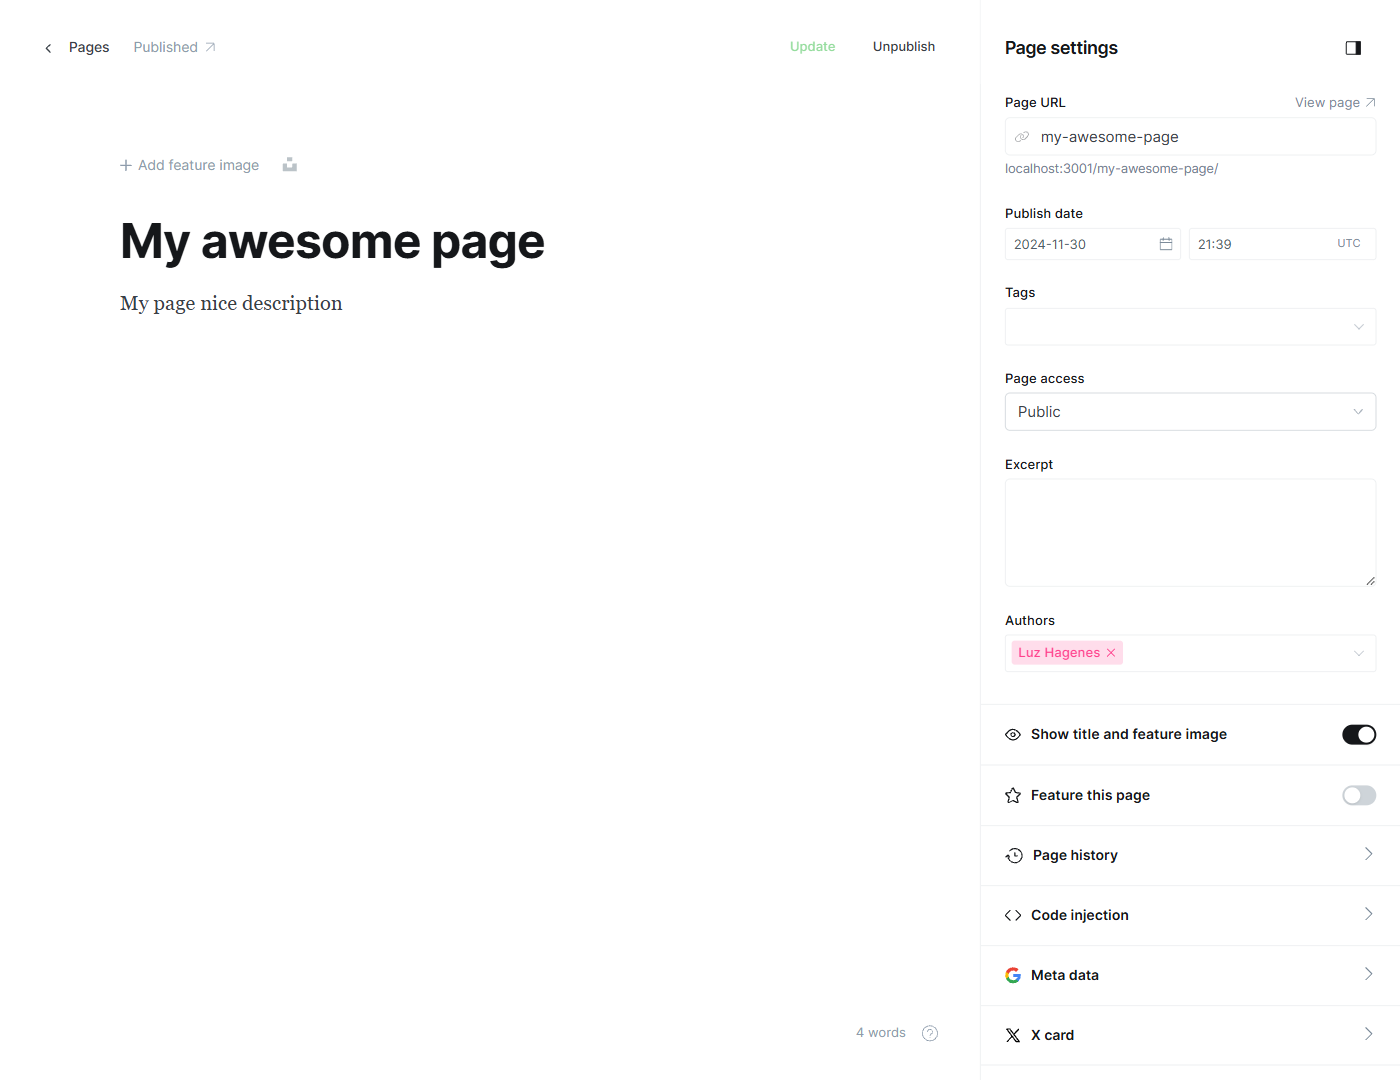 Pages
Published
Update
Unpublish
Add feature image
My awesome page
My page nice description
4 words
Page settings
Page URL
View page
my-awesome-page
localhost:3001/my-awesome-page/
Publish date
2024-11-30
21:39
UTC
Tags
Page access
Public
Excerpt
Authors
Luz Hagenes
Show title and feature image
Feature this page
Page history
Code injection
Meta data
X card